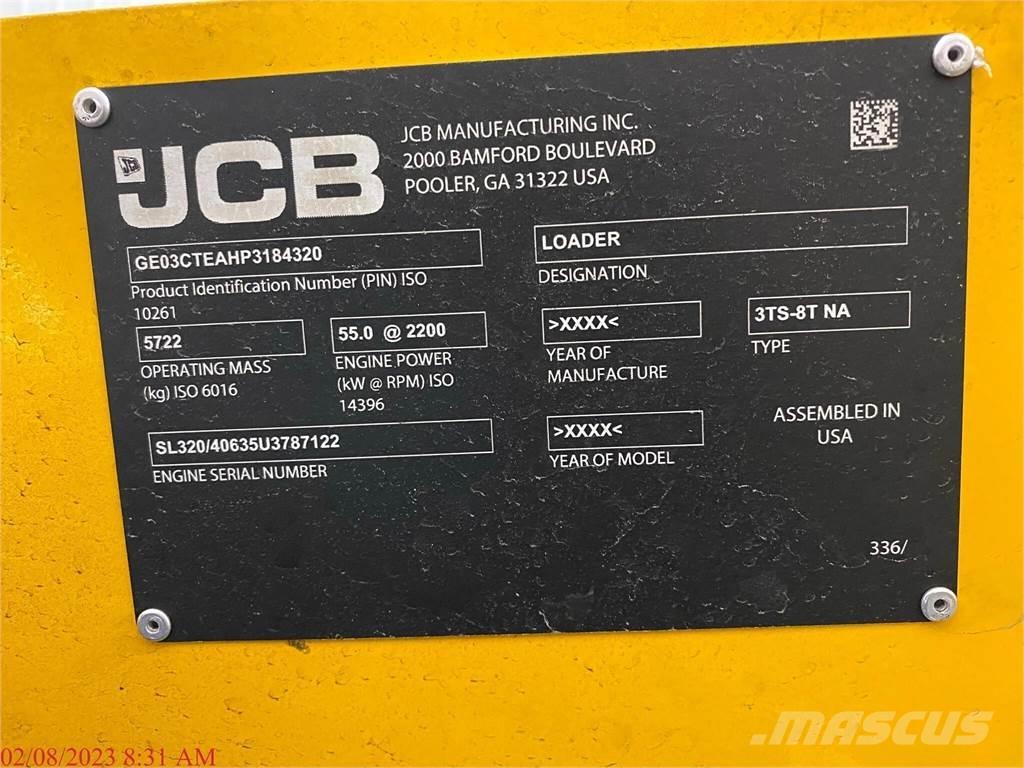 JCB
JCB MANUFACTURING INC.
2000 BAMFORD BOULEVARD
POOLER, GA 31322 USA
GE03CTEAHP3184320
Product Identification Number (PIN) ISO
10261
LOADER
DESIGNATION
5722
OPERATING MASS
(kg) ISO 6016
55.0 @ 2200
ENGINE POWER
(kW @ RPM) ISO
14396
>XXXX<
YEAR OF
MANUFACTURE
3TS-8T NA
TYPE
SL320/40635U3787122
ENGINE SERIAL NUMBER
>XXXX<
YEAR OF MODEL
ASSEMBLED IN
USA
336/
MASCUS
02/08/2023 8:31 AM